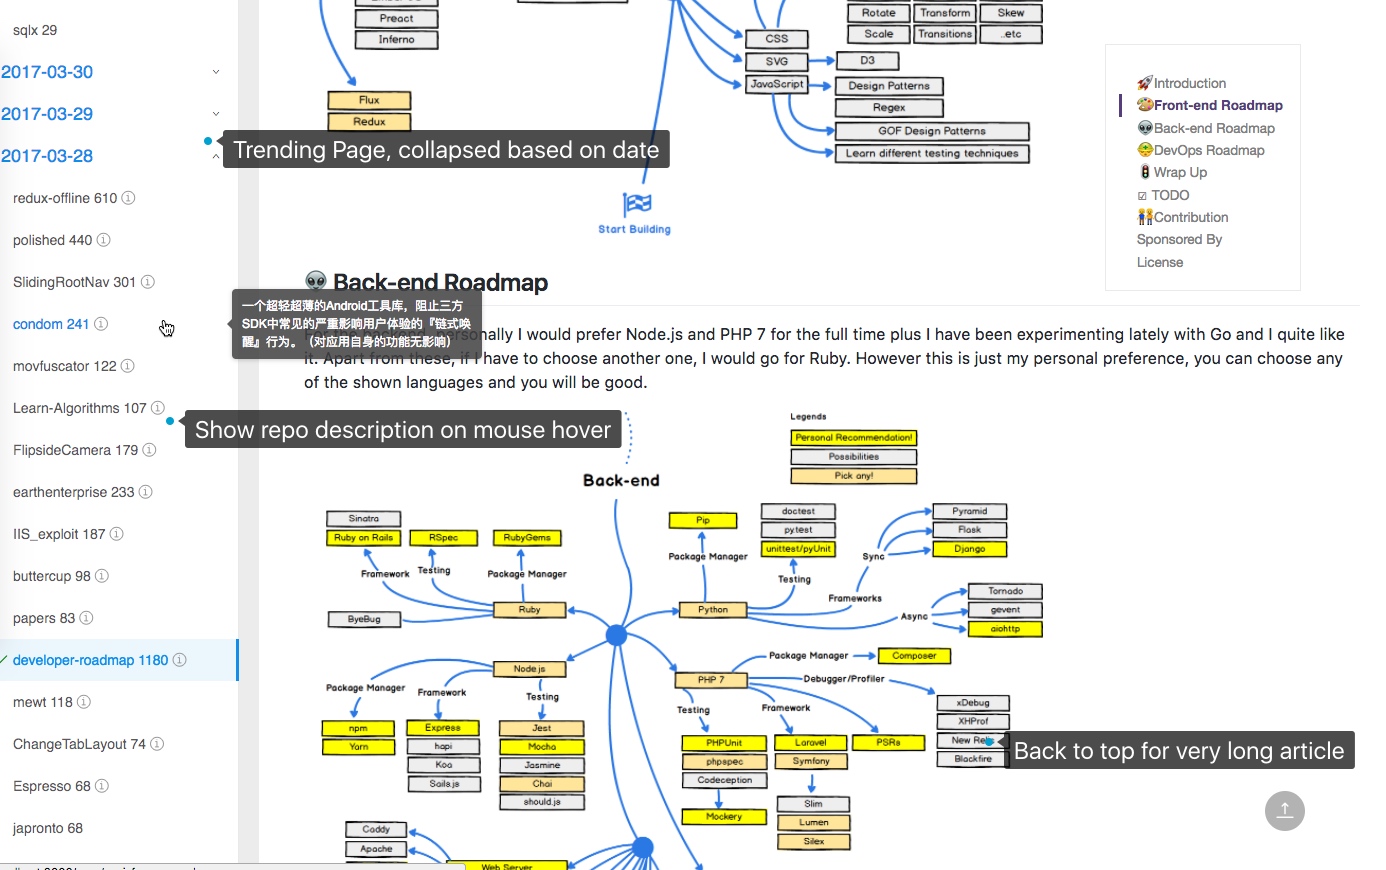 sqlx 29
2017-03-30
2017-03-29
2017-03-28
redux-offline 610
polished 440
SlidingRootNav 301
condom 241
movfuscator 122
Learn-Algorithms 107
FlipsideCamera 179
earthenterprise 233
IIS_exploit 187
buttercup 98
papers 83
developer-roadmap 1180
mewt 118
ChangeTabLayout 74
Espresso 68
japronto 68
Trending Page, collapsed based on date
一个超轻超薄的Android工具库，阻止三方
SDK中常见的严重影响用户体验的『链式唤
醒』行为。（对应用自身的功能无影响）
Show repo description on mouse hover
Preact
Inferno
Flux
Redux
CSS
SVG
JavaScript
Rotate
Transform
Skew
Scale
Transitions
..etc
D3
Design Patterns
Regex
GOF Design Patterns
Learn different testing techniques
Start Building
🚀Introduction
🎨Front-end Roadmap
👽Back-end Roadmap
DevOps Roadmap
🚦Wrap Up
☑ TODO
👬Contribution
Sponsored By
License
👽 Back-end Roadmap
personally I would prefer Node.js and PHP 7 for the full time plus I have been experimenting lately with Go and I quite like
it. Apart from these, if I have to choose another one, I would go for Ruby. However this is just my personal preference, you can choose any
of the shown languages and you will be good.
Legends
Personal Recommendation!
Possibilities
Pick any!
Back-end
Sinatra
Ruby on Rails
RSpec
RubyGems
Framework
Testing
Package Manager
Ruby
ByeBug
Pip
Package Manager
doctest
pytest
unittest/pyUnit
Testing
Python
Frameworks
Sync
Pyramid
Flask
Django
Async
Tornado
gevent
aiohttp
Node.js
Package Manager
Framework
Testing
npm
Yarn
Express
hapi
Koa
Sails.js
Jest
Mocha
Jasmine
Chai
should.js
PHP 7
Package Manager
Composer
Debugger/Profiler
xDebug
XHProf
New Re
Blackfire
Testing
Framework
PHPUnit
phpspec
Codeception
Mockery
Laravel
Symfony
Slim
Lumen
Silex
PSRs
Back to top for very long article
Caddy
Apache
Web Server